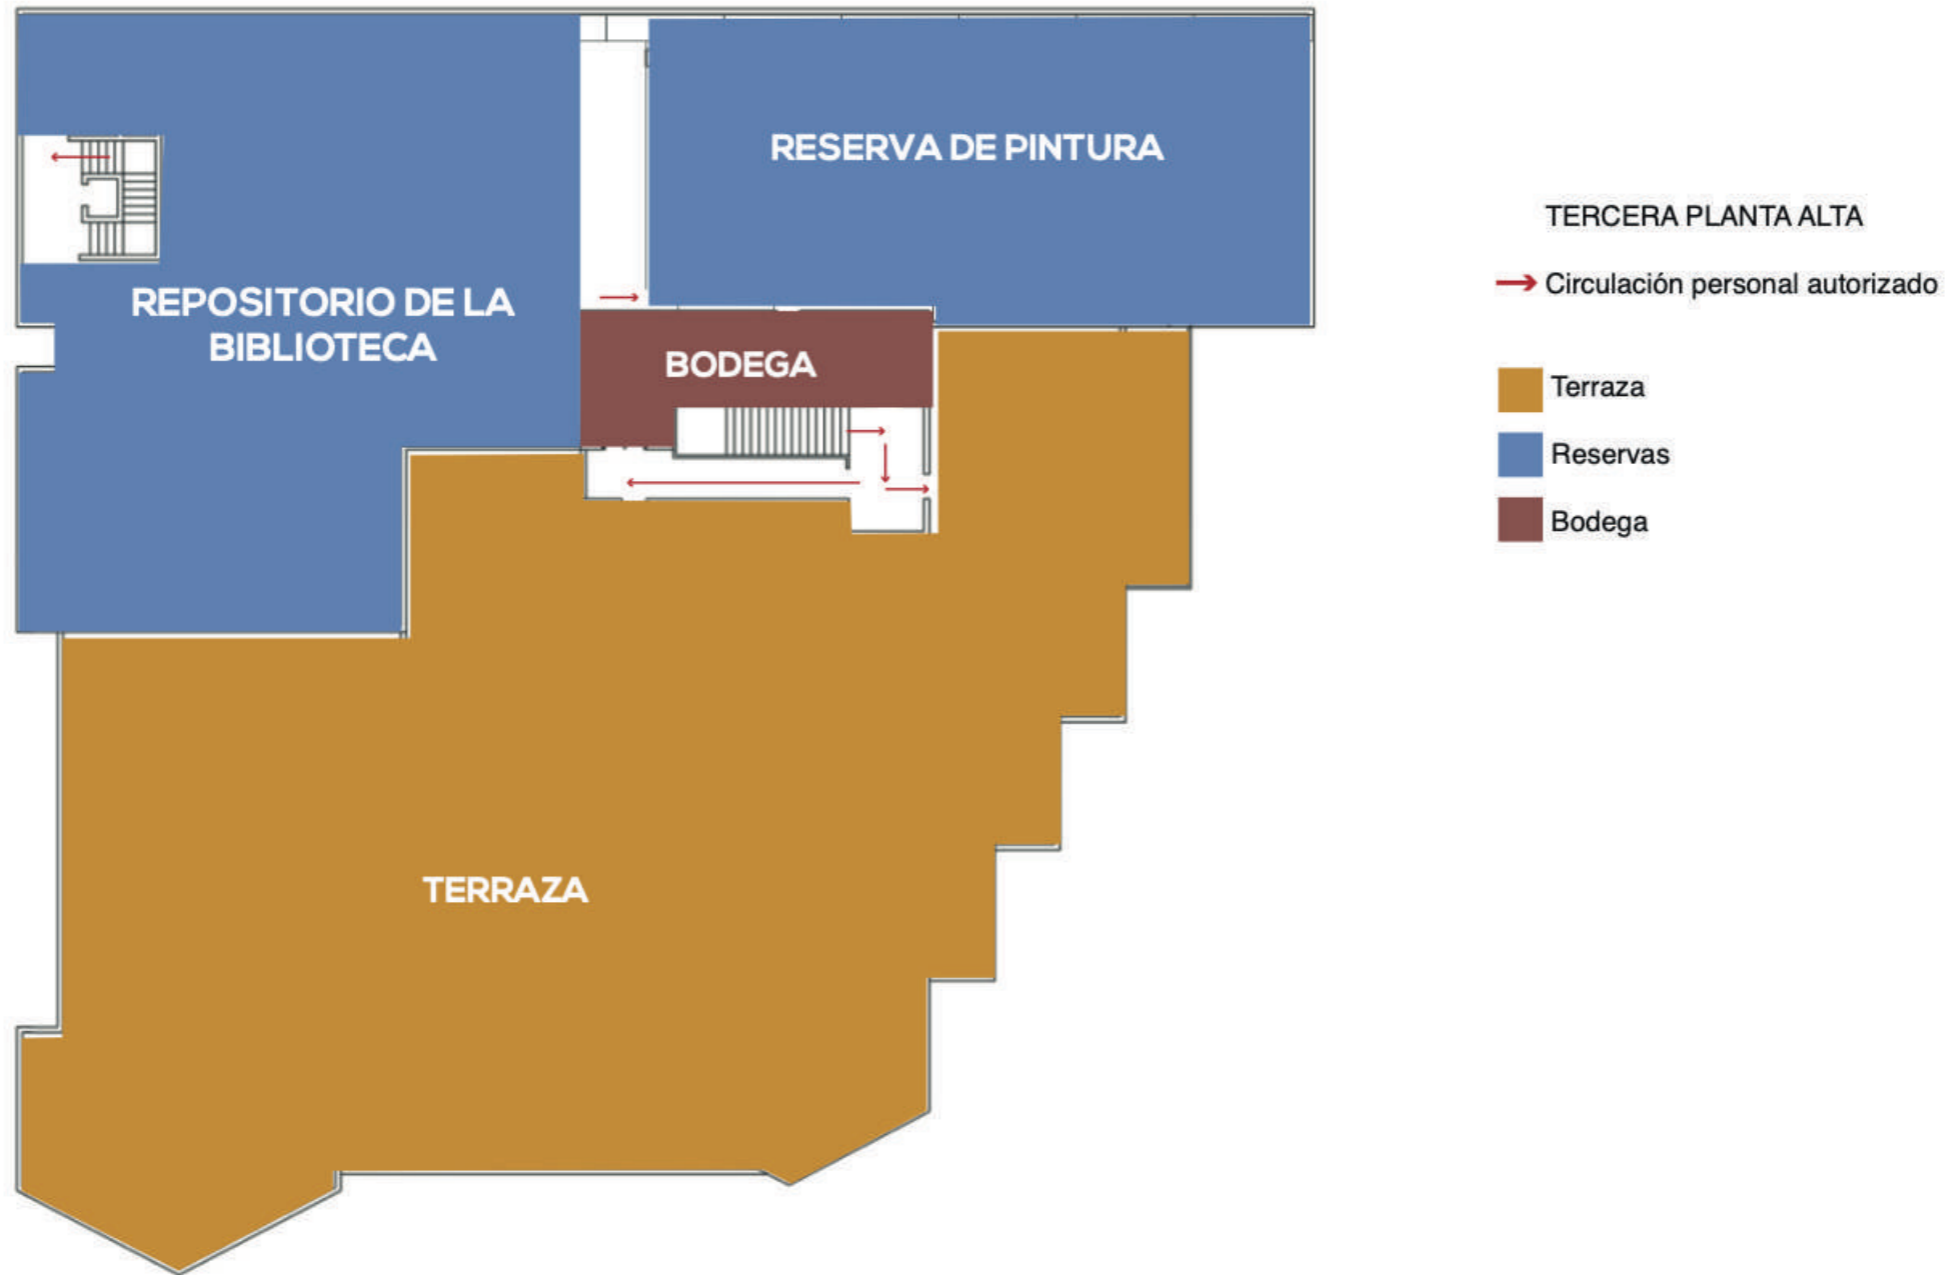 RESERVA DE PINTURA
REPOSITORIO DE LA
BIBLIOTECA
BODEGA
TERRAZA
TERCERA PLANTA ALTA
Circulación personal autorizado
Terraza
Reservas
Bodega